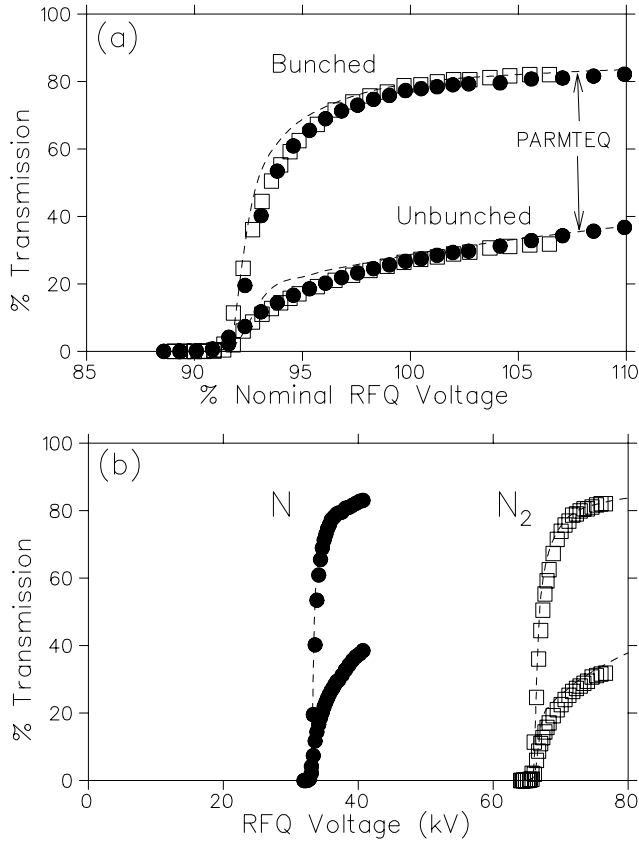 100
(a)
Bunched
80
60
PARMTEQ
40
Unbunched
20
0
% Transmission
85
90
95
100
105
110
% Nominal RFQ Voltage
100
(b)
N
N2
80
60
40
20
0
% Transmission
0
20
40
60
80
RFQ Voltage (kV)